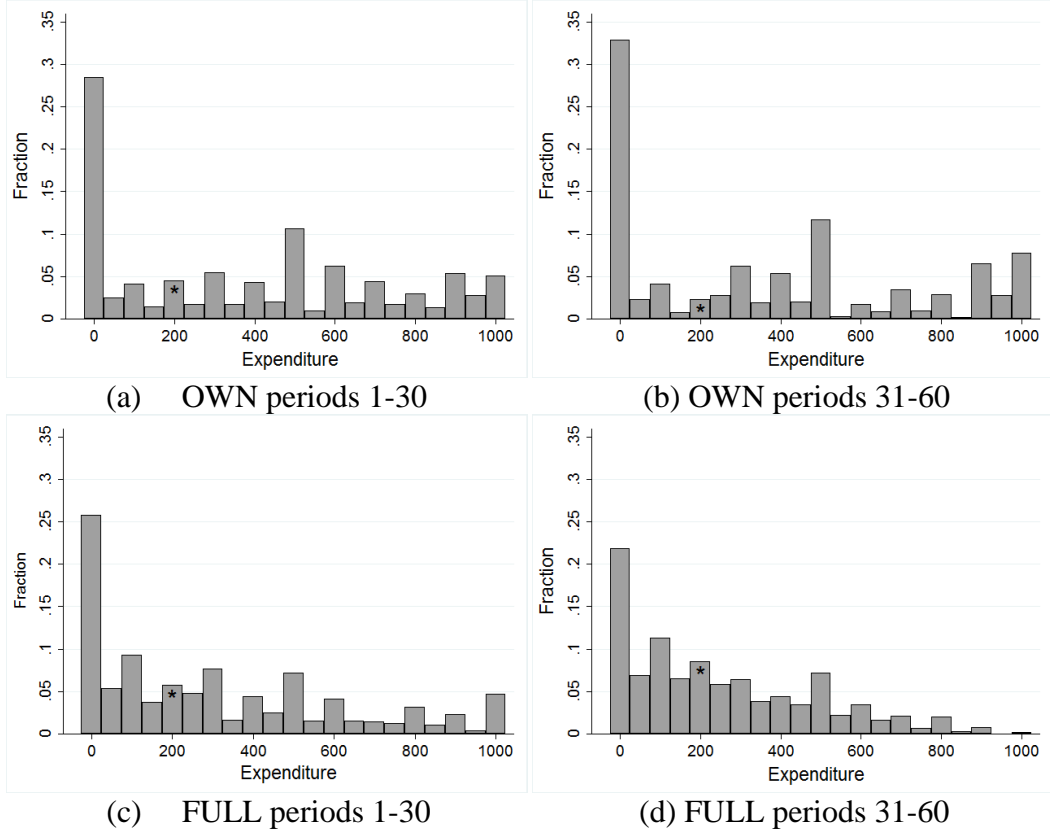 .35
.3
.25
.2
.15
.1
.05
0
Fraction
*
0 200 400 600 800 1000
Expenditure
(a) OWN periods 1-30
.35
.3
.25
.2
.15
.1
.05
0
Fraction
*
0 200 400 600 800 1000
Expenditure
(b) OWN periods 31-60
.35
.3
.25
.2
.15
.1
.05
0
Fraction
*
0 200 400 600 800 1000
Expenditure
(c) FULL periods 1-30
.35
.3
.25
.2
.15
.1
.05
0
Fraction
*
0 200 400 600 800 1000
Expenditure
(d) FULL periods 31-60